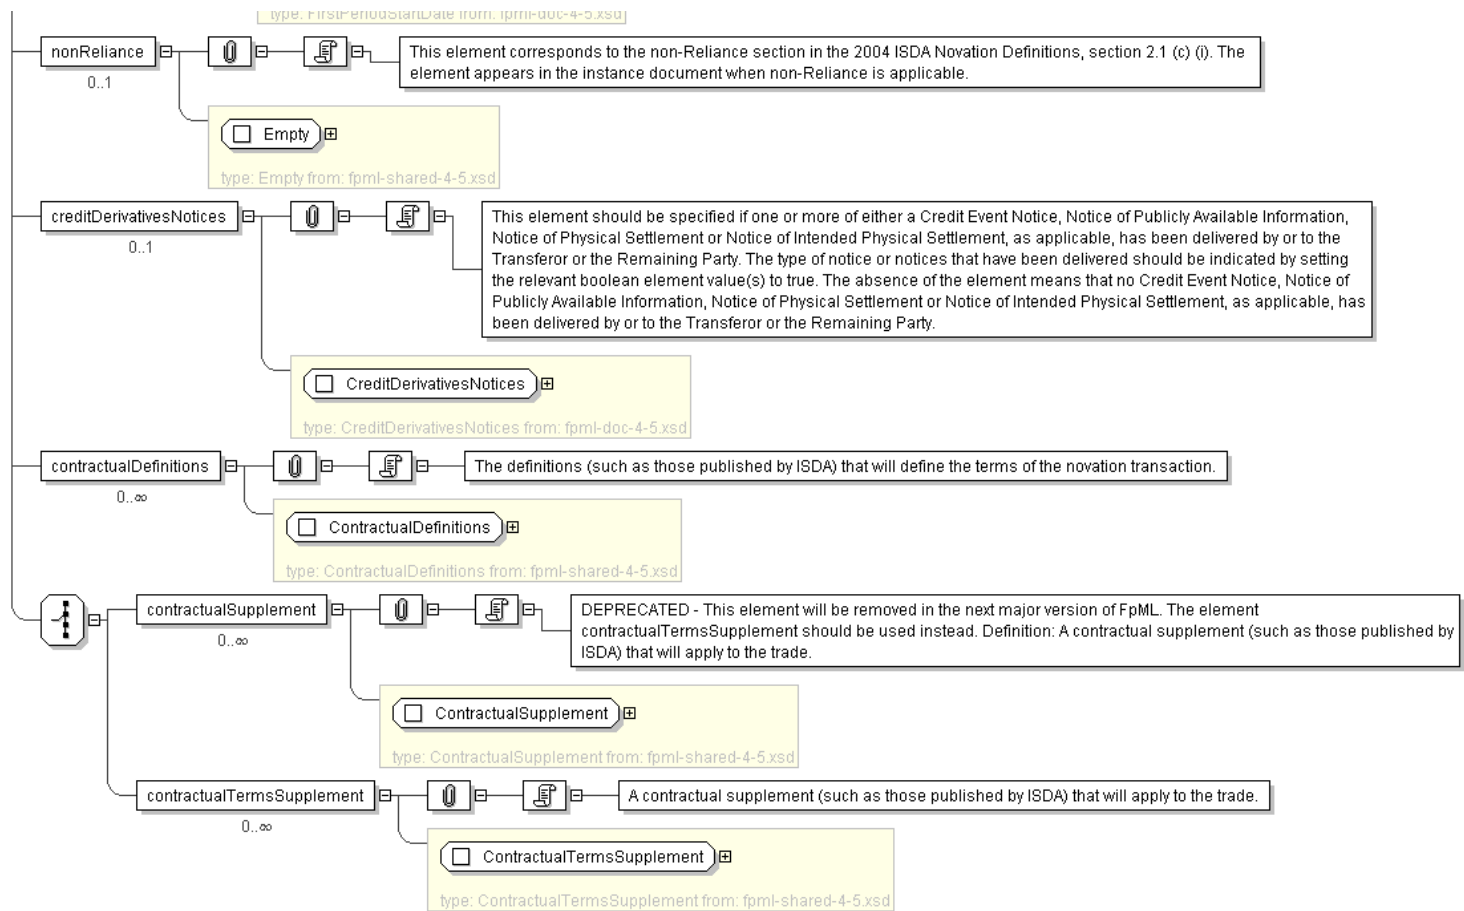 type: FirstPeriodStartDate from: fpml-doc-4-5.xsd
nonReliance
0..1
This element corresponds to the non-Reliance section in the 2004 ISDA Novation Definitions, section 2.1 (c) (i). The
element appears in the instance document when non-Reliance is applicable.
Empty
type: Empty from: fpml-shared-4-5.xsd
creditDerivativesNotices
0..1
This element should be specified if one or more of either a Credit Event Notice, Notice of Publicly Available Information,
Notice of Physical Settlement or Notice of Intended Physical Settlement, as applicable, has been delivered by or to the
Transferor or the Remaining Party. The type of notice or notices that have been delivered should be indicated by setting
the relevant boolean element value(s) to true. The absence of the element means that no Credit Event Notice, Notice of
Publicly Available Information, Notice of Physical Settlement or Notice of Intended Physical Settlement, as applicable, has
been delivered by or to the Transferor or the Remaining Party.
CreditDerivativesNotices
type: CreditDerivativesNotices from: fpml-doc-4-5.xsd
contractualDefinitions
0..∞
The definitions (such as those published by ISDA) that will define the terms of the novation transaction.
ContractualDefinitions
type: ContractualDefinitions from: fpml-shared-4-5.xsd
contractualSupplement
0..∞
DEPRECATED - This element will be removed in the next major version of FpML. The element
contractualTermsSupplement should be used instead. Definition: A contractual supplement (such as those published by
ISDA) that will apply to the trade.
ContractualSupplement
type: ContractualSupplement from: fpml-shared-4-5.xsd
contractualTermsSupplement
0..∞
A contractual supplement (such as those published by ISDA) that will apply to the trade.
ContractualTermsSupplement
type: ContractualTermsSupplement from: fpml-shared-4-5.xsd